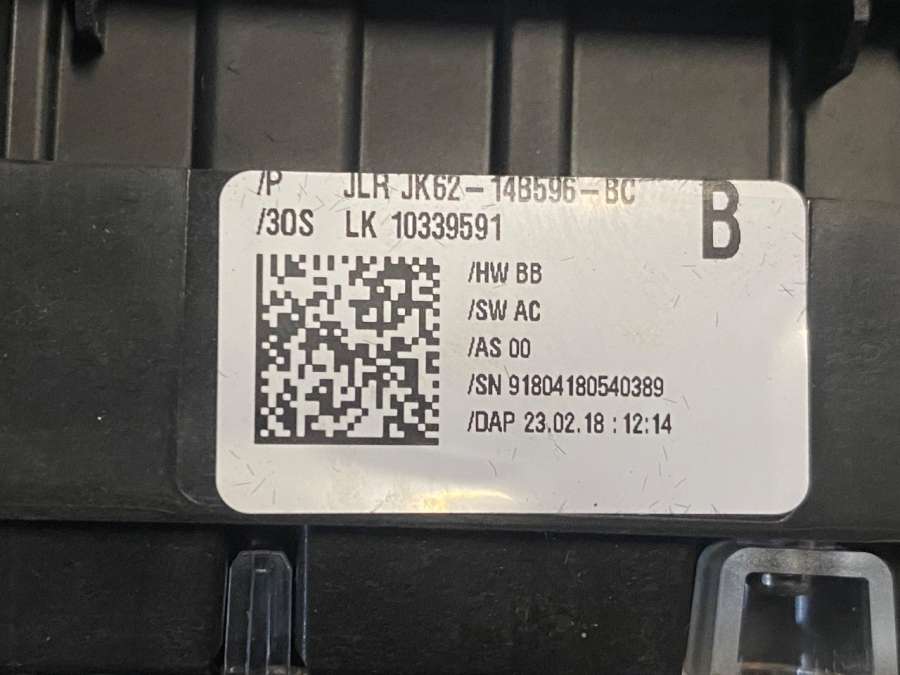 /P JLR JK62-14B596-BC
B
/30S LK 10339591
/HW BB
/SW AC
/AS 00
/SN 91804180540389
/DAP 23.02.18 : 12:14